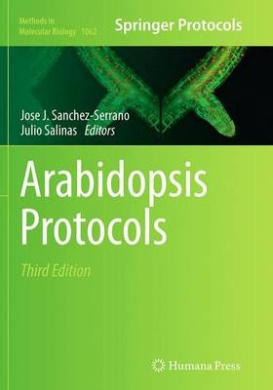 Methods in
Molecular Biology 1062
Springer Protocols
Jose J. Sanchez-Serrano
Julio Salinas Editors
Arabidopsis
Protocols
Third Edition
Humana Press